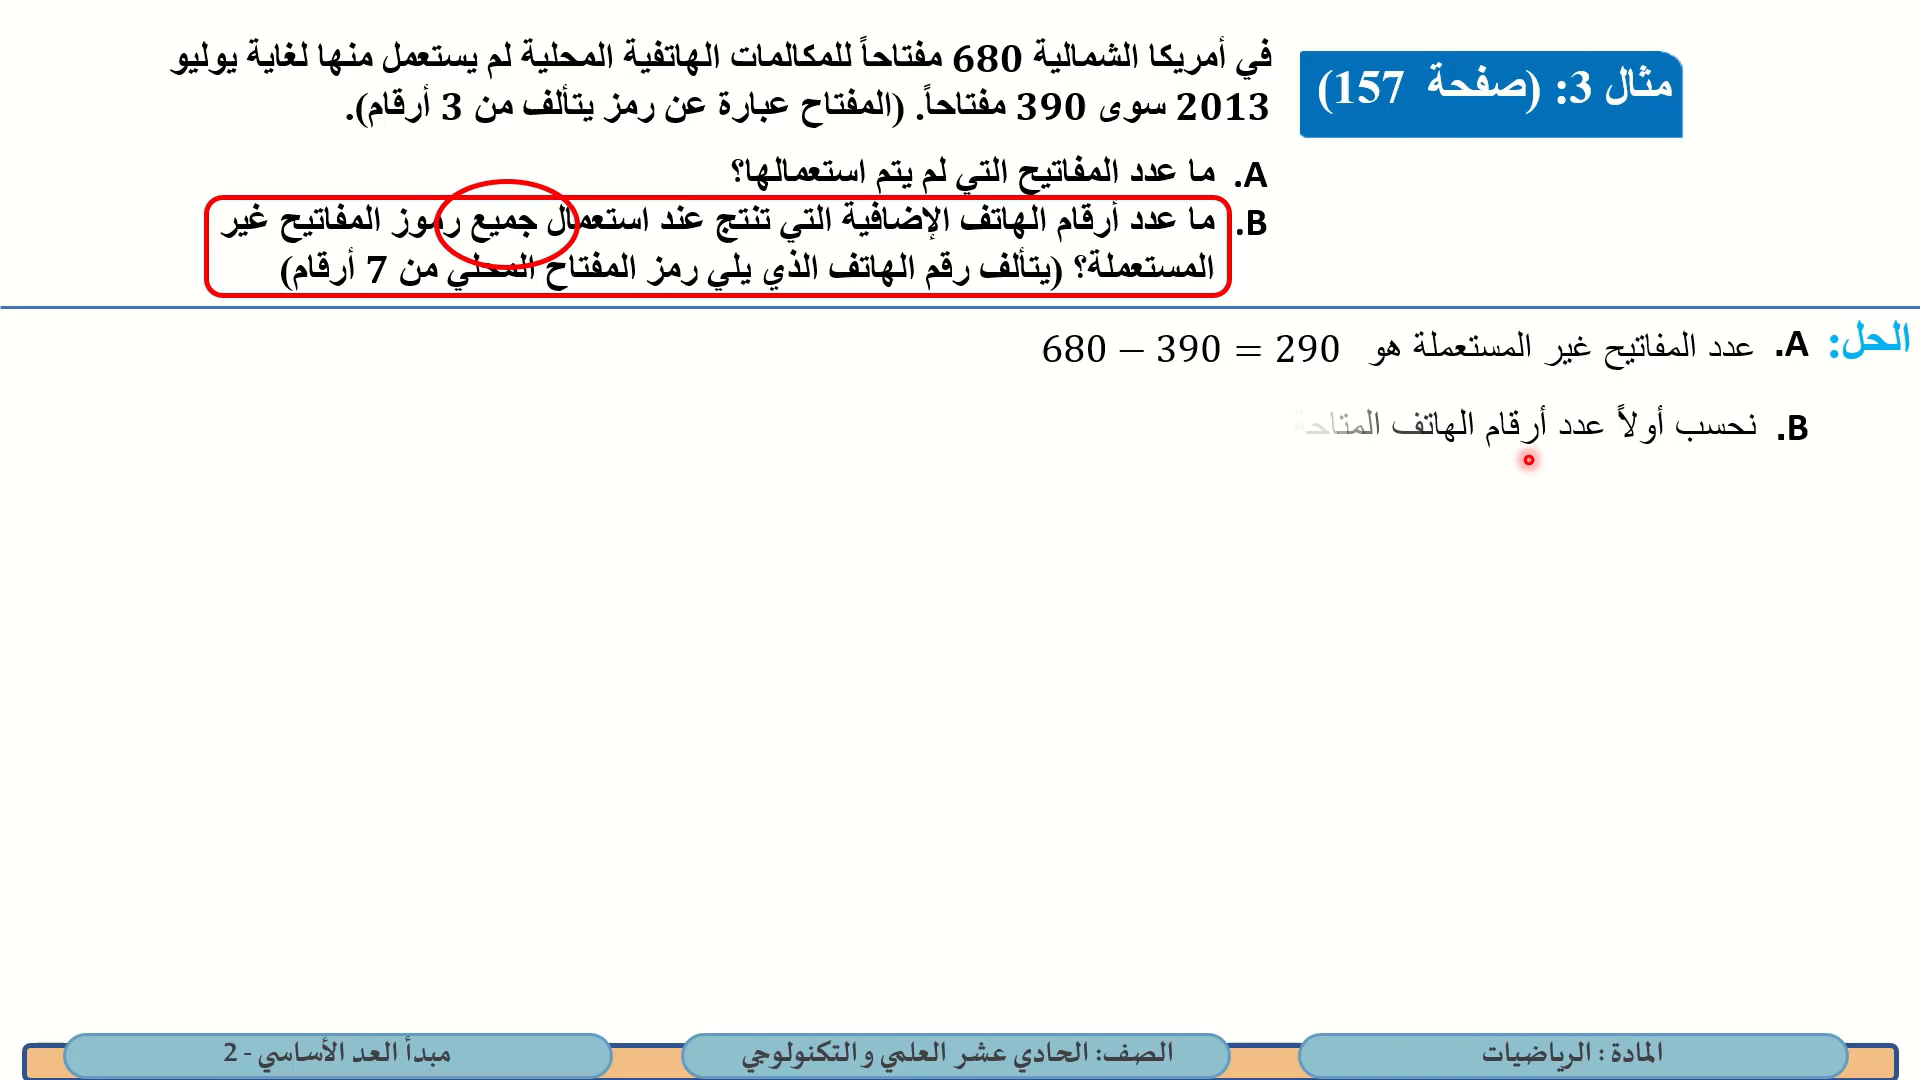 مثال 3: (صفحة 157)
في أمريكا الشمالية 680 مفتاحاً للمكالمات الهاتفية المحلية لم يستعمل منها لغاية يوليو
2013 سوى 390 مفتاحاً. (المفتاح عبارة عن رمز يتألف من 3 أرقام).
A. ما عدد المفاتيح التي لم يتم استعمالها؟
B. ما عدد أرقام الهاتف الإضافية التي تنتج عند استعمال جميع رموز المفاتيح غير
المستعملة؟ (يتألف رقم الهاتف الذي يلي رمز المفتاح المحلي من 7 أرقام)
الحل: A. عدد المفاتيح غير المستعملة هو 680 − 390 = 290
B. نحسب أولاً عدد أرقام الهاتف المتاحة
المادة : الرياضيات
الصف: الحادي عشر العلمي و التكنولوجي
مبدأ العد الأساسي - 2